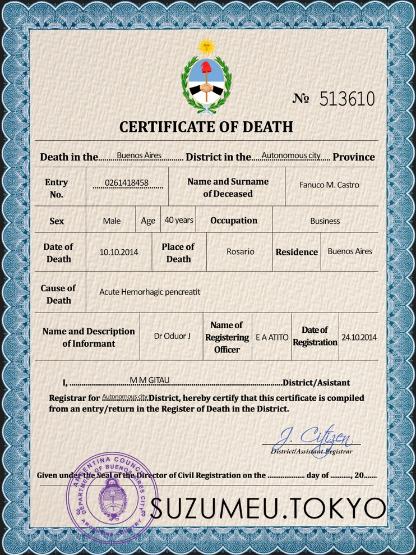 № 513610
CERTIFICATE OF DEATH
Death in the Buenos Aires District in the Autonomous city Province
Entry No. 0261418458 Name and Surname of Deceased Fanuco M. Castro
Sex Male Age 40 years Occupation Business
Date of Death 10.10.2014 Place of Death Rosario Residence Buenos Aires
Cause of Death Acute Hemorhagic pencreatit
Name and Description of Informant Dr Oduor J Name of Registering Officer E A ATITO Date of Registration 24.10.2014
I, M M GITAU District/Asistant
Registrar for Autonomous city District, hereby certify that this certificate is compiled
from an entry/return in the Register of Death in the District.
J. Citizen
District/Assistant Registrar
Given under the Seal of the Director of Civil Registration on the day of , 20
SUZUMEU.TOKYO